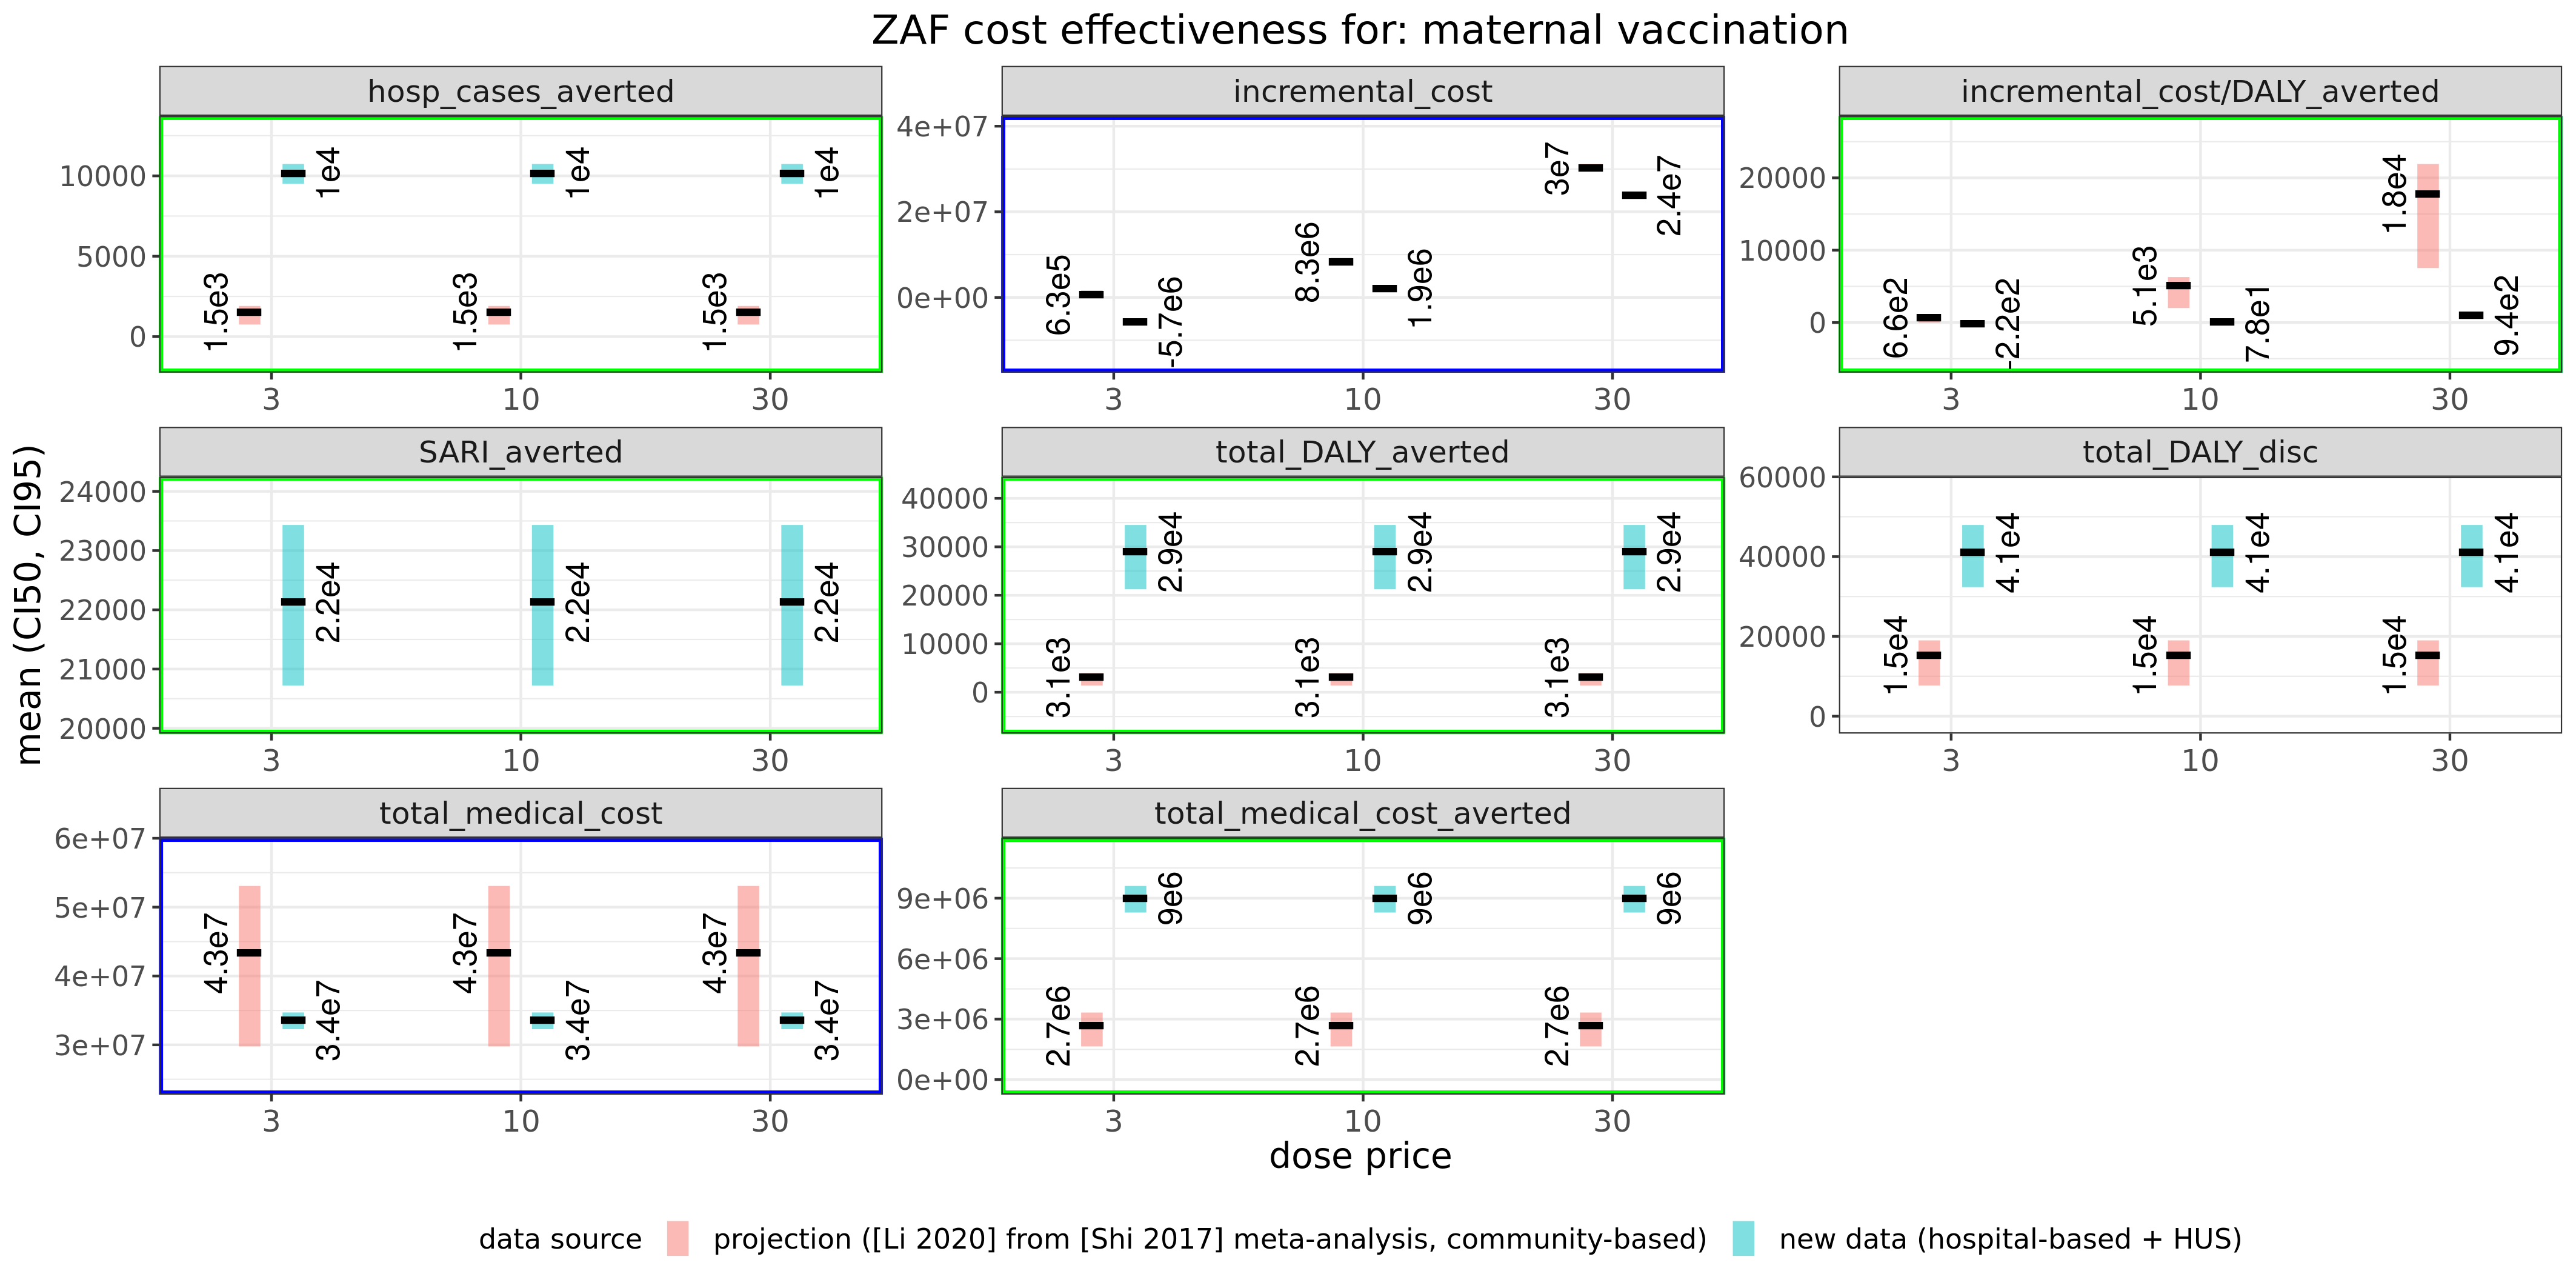 ZAF cost effectiveness for: maternal vaccination
mean (CI50, CI95)
hosp_cases_averted
10000
5000
0
1.5e3
1e4
1.5e3
1e4
1.5e3
1e4
3
10
30
incremental_cost
4e+07
2e+07
0e+00
6.3e5
-5.7e6
8.3e6
1.9e6
3e7
2.4e7
3
10
30
incremental_cost/DALY_averted
20000
10000
0
6.6e2
-2.2e2
5.1e3
7.8e1
1.8e4
9.4e2
3
10
30
SARI_averted
24000
23000
22000
21000
20000
2.2e4
2.2e4
2.2e4
3
10
30
total_DALY_averted
40000
30000
20000
10000
0
3.1e3
2.9e4
3.1e3
2.9e4
3.1e3
2.9e4
3
10
30
total_DALY_disc
60000
40000
20000
0
1.5e4
4.1e4
1.5e4
4.1e4
1.5e4
4.1e4
3
10
30
total_medical_cost
6e+07
5e+07
4e+07
3e+07
4.3e7
3.4e7
4.3e7
3.4e7
4.3e7
3.4e7
3
10
30
total_medical_cost_averted
9e+06
6e+06
3e+06
0e+00
2.7e6
9e6
2.7e6
9e6
2.7e6
9e6
3
10
30
dose price
data source
projection ([Li 2020] from [Shi 2017] meta-analysis, community-based)
new data (hospital-based + HUS)